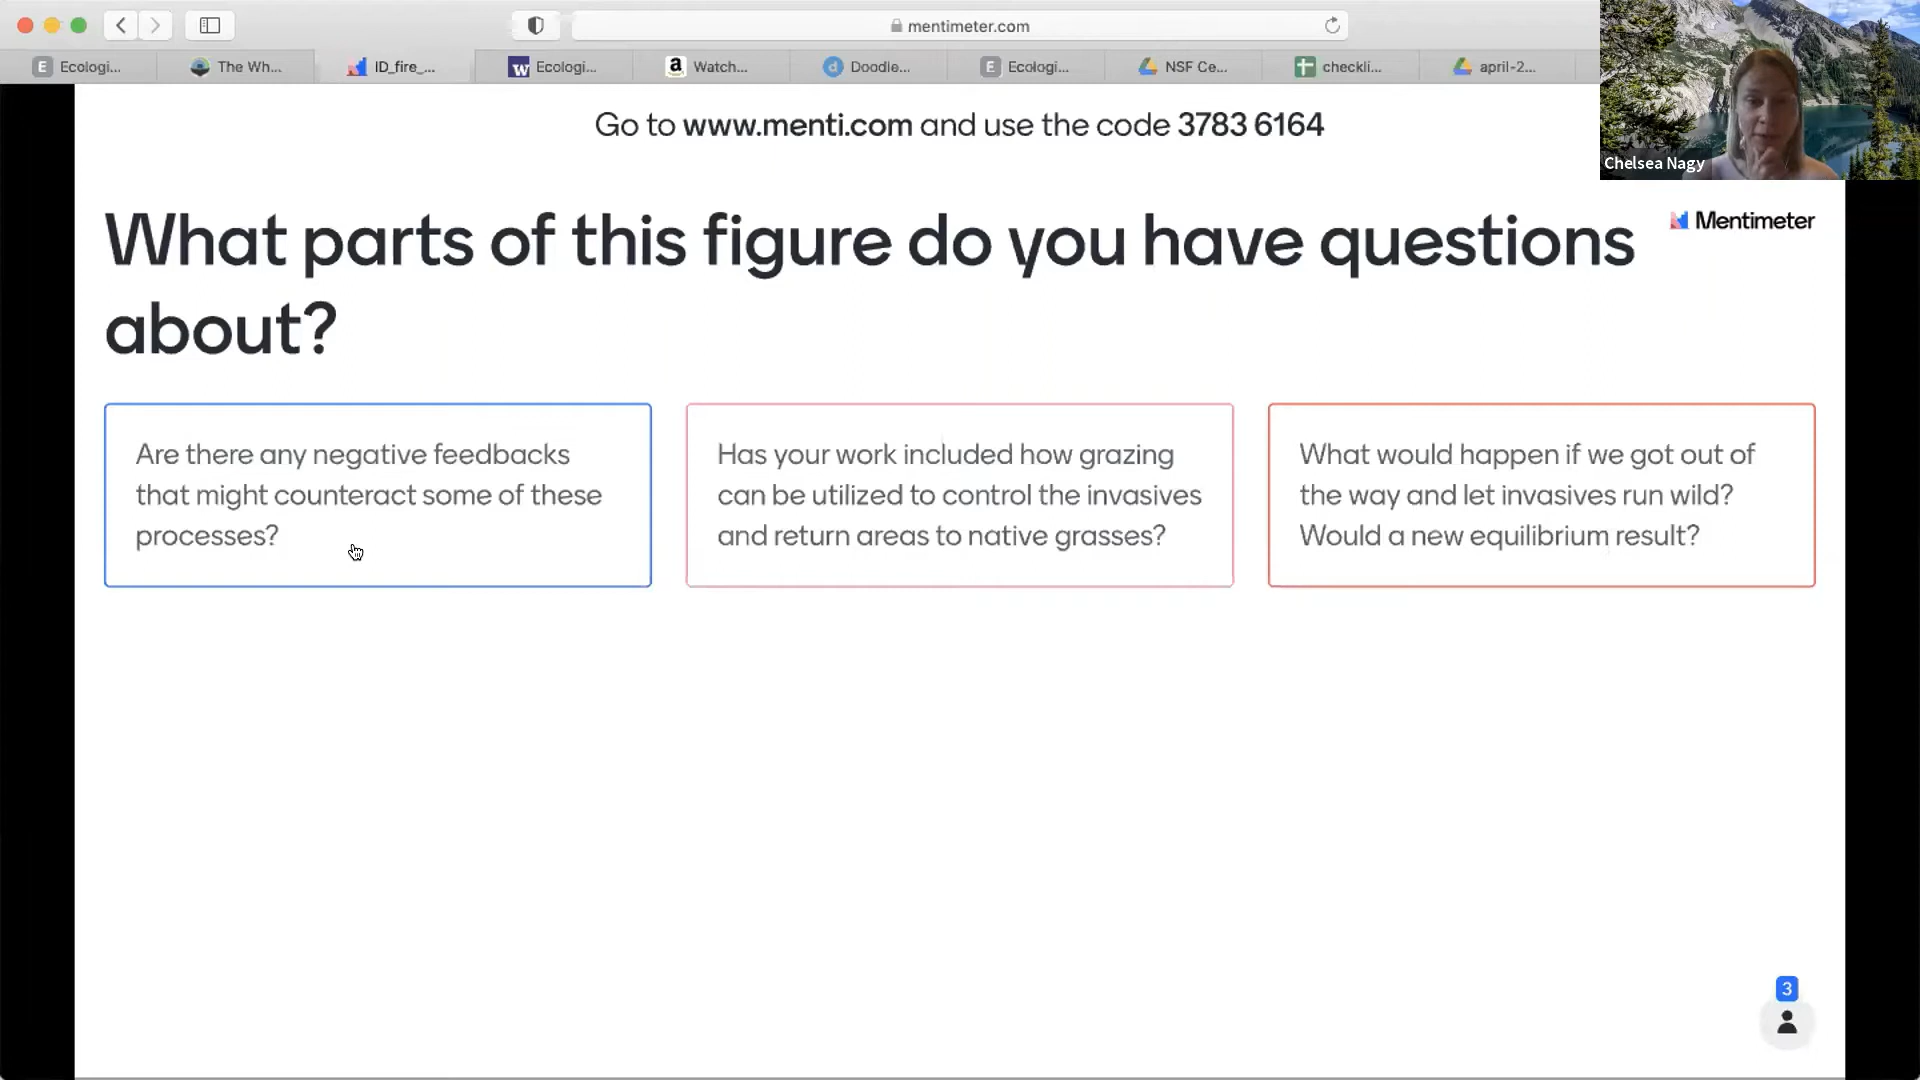 mentimeter.com
Ecologi...
The Wh...
ID_fire_...
Ecologi...
Watch...
Doodle...
Ecologi...
NSF Ce...
checkli...
april-2...
Chelsea Nagy
Go to www.menti.com and use the code 3783 6164
Mentimeter
What parts of this figure do you have questions
about?
Are there any negative feedbacks
that might counteract some of these
processes?
Has your work included how grazing
can be utilized to control the invasives
and return areas to native grasses?
What would happen if we got out of
the way and let invasives run wild?
Would a new equilibrium result?
3